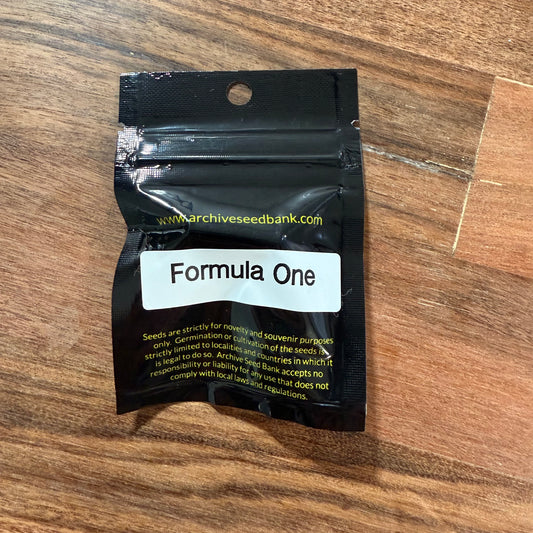 www.archiveseedbank.com
Formula One
Seeds are strictly for novelty and souvenir purposes
only. Germination or cultivation of the seeds is
strictly limited to localities and countries in which it
is legal to do so. Archive Seed Bank accepts no
responsibility or liability for any use that does not
comply with local laws and regulations.